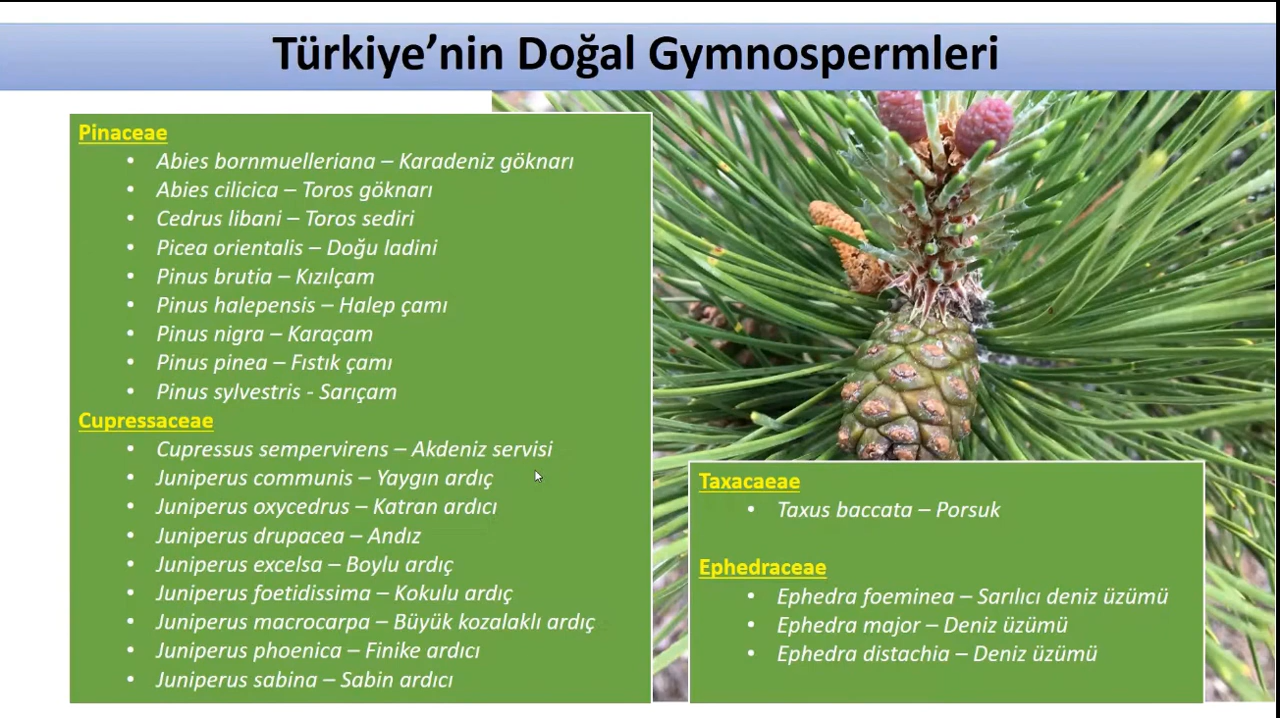 Türkiye’nin Doğal Gymnospermleri
Pinaceae
• Abies bornmuelleriana – Karadeniz göknarı
• Abies cilicica – Toros göknarı
• Cedrus libani – Toros sediri
• Picea orientalis – Doğu ladini
• Pinus brutia – Kızılçam
• Pinus halepensis – Halep çamı
• Pinus nigra – Karaçam
• Pinus pinea – Fıstık çamı
• Pinus sylvestris - Sarıçam
Cupressaceae
• Cupressus sempervirens – Akdeniz servisi
• Juniperus communis – Yaygın ardıç
• Juniperus oxycedrus – Katran ardıcı
• Juniperus drupacea – Andız
• Juniperus excelsa – Boylu ardıç
• Juniperus foetidissima – Kokulu ardıç
• Juniperus macrocarpa – Büyük kozalaklı ardıç
• Juniperus phoenica – Finike ardıcı
• Juniperus sabina – Sabin ardıcı
Taxacaeae
• Taxus baccata – Porsuk
Ephedraceae
• Ephedra foeminea – Sarılıcı deniz üzümü
• Ephedra major – Deniz üzümü
• Ephedra distachia – Deniz üzümü